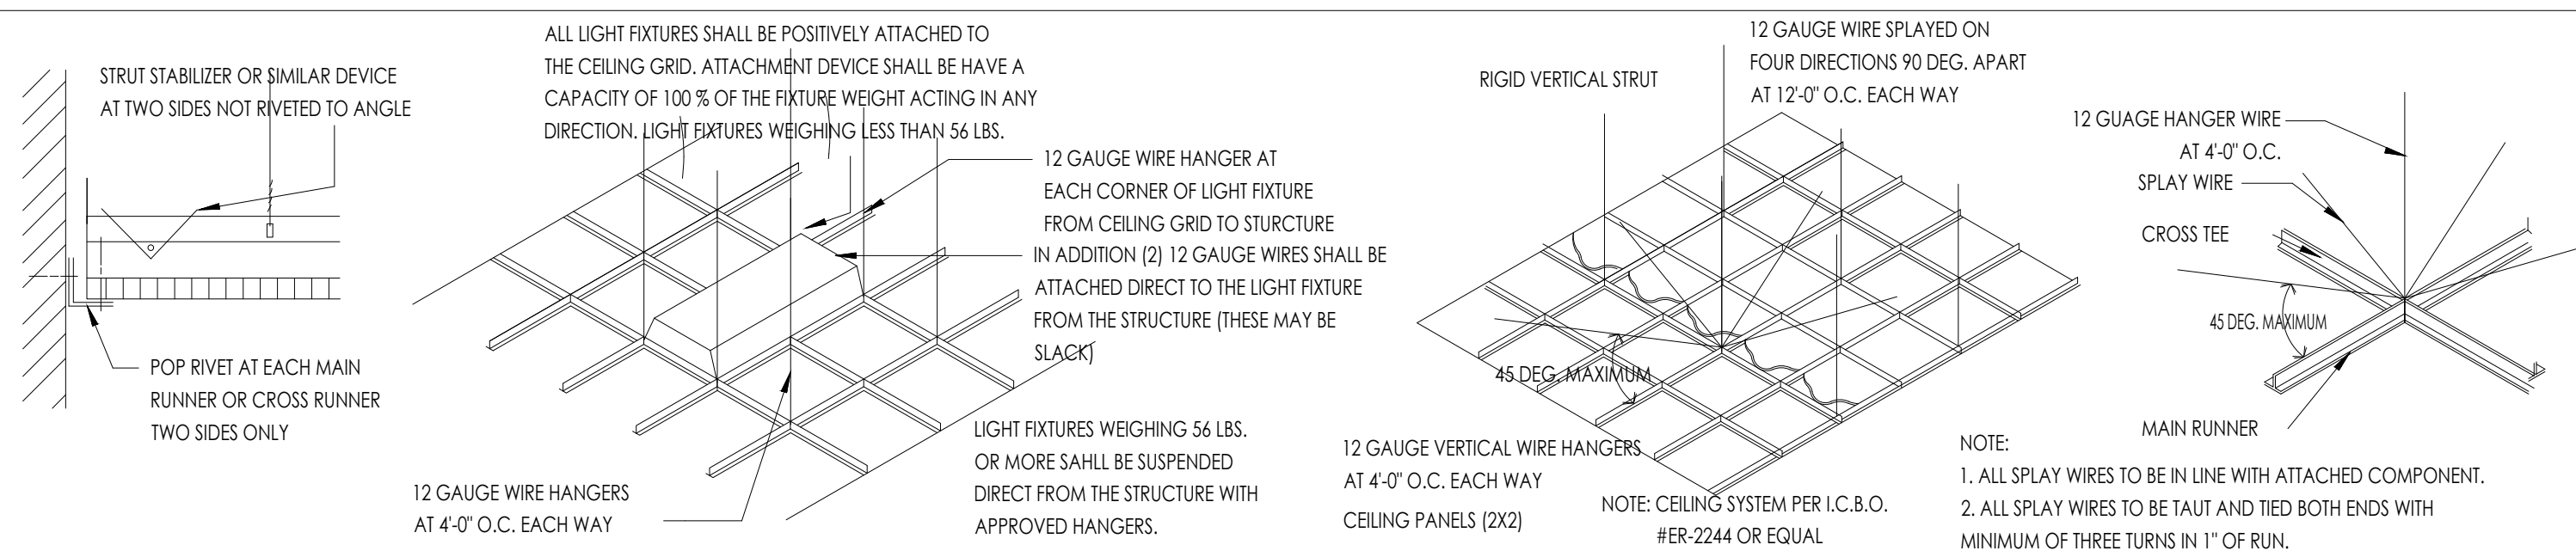 STRUT STABILIZER OR SIMILAR DEVICE
AT TWO SIDES NOT RIVETED TO ANGLE
POP RIVET AT EACH MAIN
RUNNER OR CROSS RUNNER
TWO SIDES ONLY
ALL LIGHT FIXTURES SHALL BE POSITIVELY ATTACHED TO
THE CEILING GRID. ATTACHMENT DEVICE SHALL BE HAVE A
CAPACITY OF 100 % OF THE FIXTURE WEIGHT ACTING IN ANY
DIRECTION. LIGHT FIXTURES WEIGHING LESS THAN 56 LBS.
12 GAUGE WIRE HANGER AT
EACH CORNER OF LIGHT FIXTURE
FROM CEILING GRID TO STURCTURE
IN ADDITION (2) 12 GAUGE WIRES SHALL BE
ATTACHED DIRECT TO THE LIGHT FIXTURE
FROM THE STRUCTURE (THESE MAY BE
SLACK)
12 GAUGE WIRE HANGERS
AT 4'-0" O.C. EACH WAY
LIGHT FIXTURES WEIGHING 56 LBS.
OR MORE SAHLL BE SUSPENDED
DIRECT FROM THE STRUCTURE WITH
APPROVED HANGERS.
RIGID VERTICAL STRUT
12 GAUGE WIRE SPLAYED ON
FOUR DIRECTIONS 90 DEG. APART
AT 12'-0" O.C. EACH WAY
45 DEG. MAXIMUM
12 GAUGE VERTICAL WIRE HANGERS
AT 4'-0" O.C. EACH WAY
CEILING PANELS (2X2)
NOTE: CEILING SYSTEM PER I.C.B.O.
#ER-2244 OR EQUAL
12 GUAGE HANGER WIRE
AT 4'-0" O.C.
SPLAY WIRE
CROSS TEE
45 DEG. MAXIMUM
MAIN RUNNER
NOTE:
1. ALL SPLAY WIRES TO BE IN LINE WITH ATTACHED COMPONENT.
2. ALL SPLAY WIRES TO BE TAUT AND TIED BOTH ENDS WITH
MINIMUM OF THREE TURNS IN 1" OF RUN.